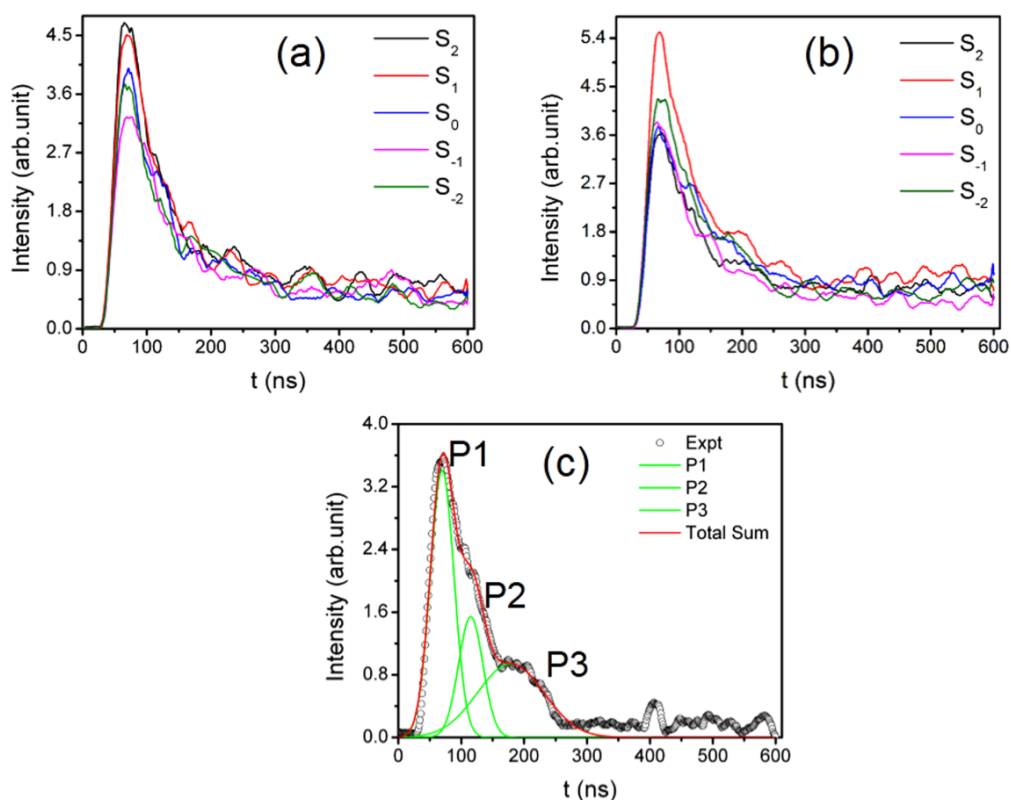 (a)
S2
S1
S0
S-1
S-2
Intensity (arb.unit)
4.5
3.6
2.7
1.8
0.9
0.0
0 100 200 300 400 500 600
t (ns)
(b)
S2
S1
S0
S-1
S-2
Intensity (arb.unit)
5.4
4.5
3.6
2.7
1.8
0.9
0.0
0 100 200 300 400 500 600
t (ns)
(c)
P1
P2
P3
Expt
P1
P2
P3
Total Sum
Intensity (arb.unit)
4.0
3.2
2.4
1.6
0.8
0.0
0 100 200 300 400 500 600
t (ns)